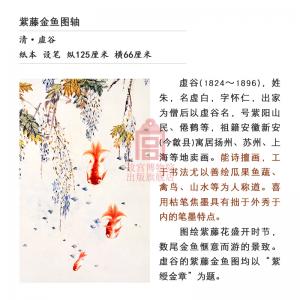 紫藤金鱼图轴
清·虚谷
纸本 设笔 纵125厘米 横66厘米
虚谷(1824～1896)，姓
朱，名虚白，字怀仁，出家
为僧以后以虚谷名，号紫阳山
民、倦鹤等，祖籍安徽新安
(今歙县)寓居扬州、苏州、上
海等地卖画。能诗擅画，工
于书法尤以善绘瓜果鱼蔬、
禽鸟、山水等为人称道。喜
用枯笔焦墨具有拙于外秀于
内的笔墨特点。
图绘紫藤花盛开时节，
数尾金鱼惬意而游的景致。
虚谷的紫藤金鱼图均以“紫
绶金章”为题。